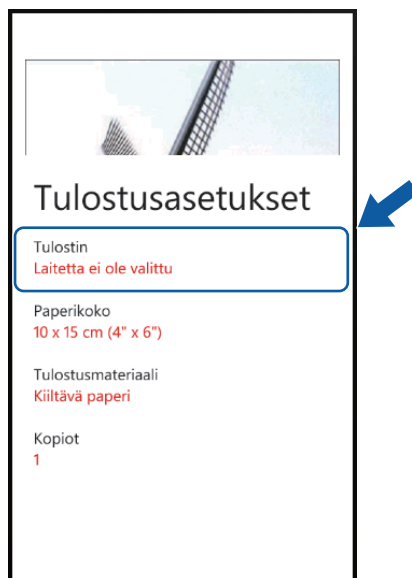 Tulostusasetukset
Tulostin
Laitetta ei ole valittu
Paperikoko
10 x 15 cm (4" x 6")
Tulostusmateriaali
Kiiltävä paperi
Kopiot
1